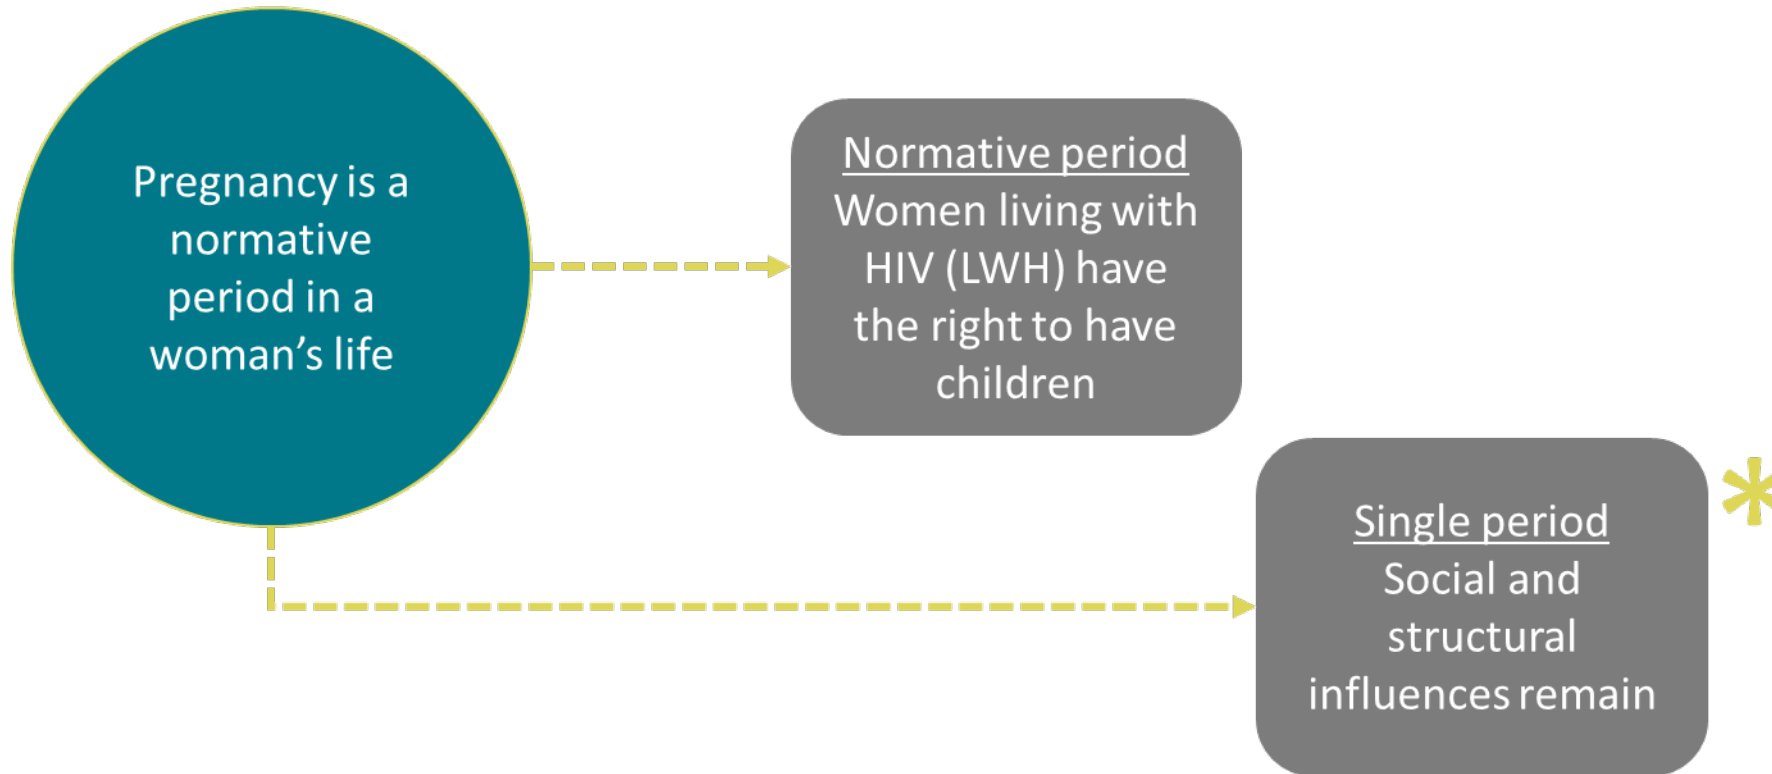 Pregnancy is a
normative
period in a
woman’s life
Normative period
Women living with
HIV (LWH) have
the right to have
children
Single period
Social and
structural
influences remain
*